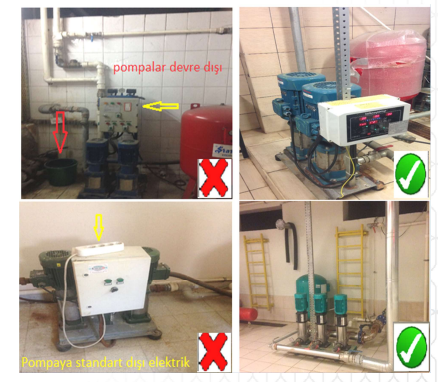 pompalar devre dışı
Pompaya standart dışı elektrik